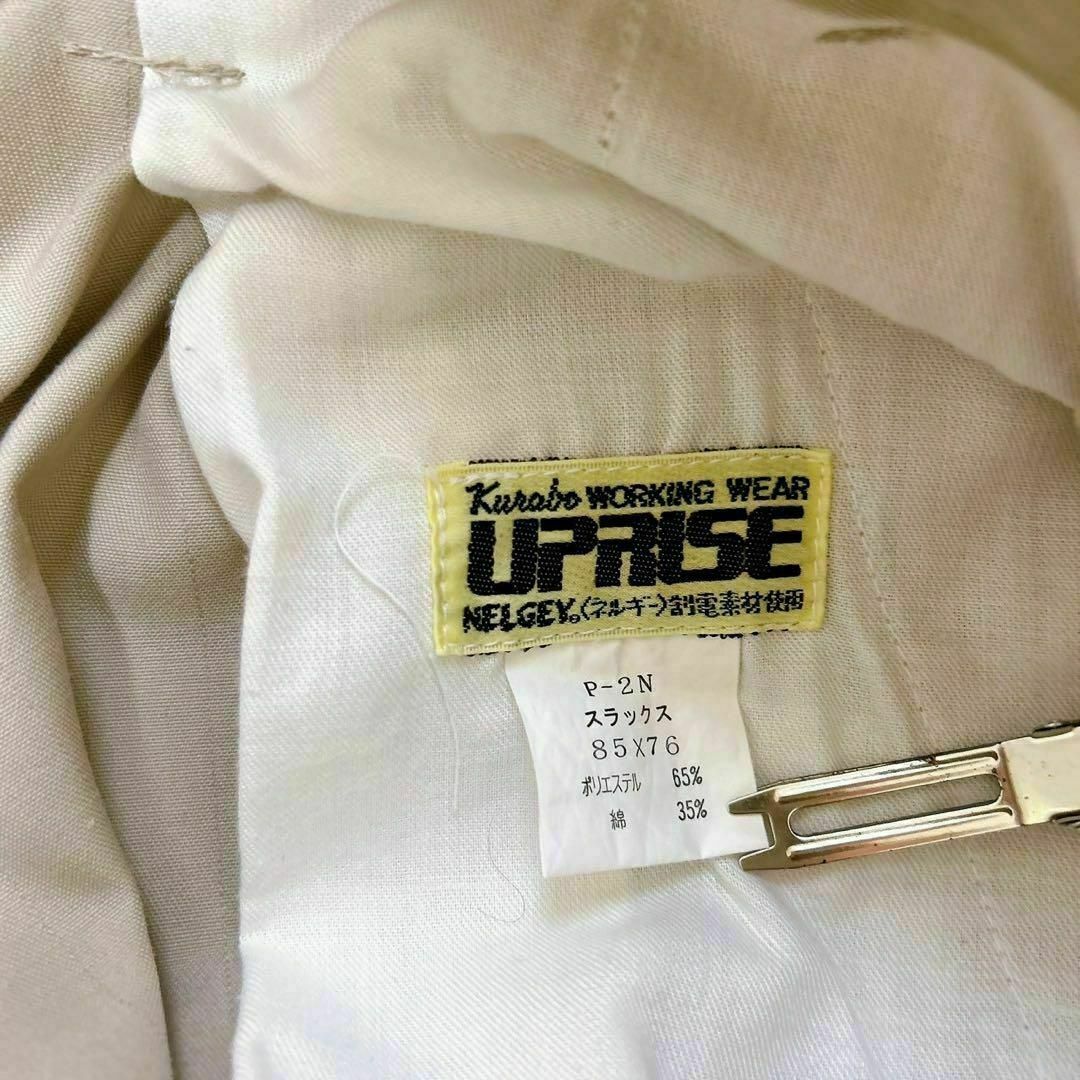 Kurabo WORKING WEAR
UPRISE
NELGEY®〈ネルギー〉制電素材使用
P-2N
スラックス
85X76
ポリエステル 65%
綿 35%